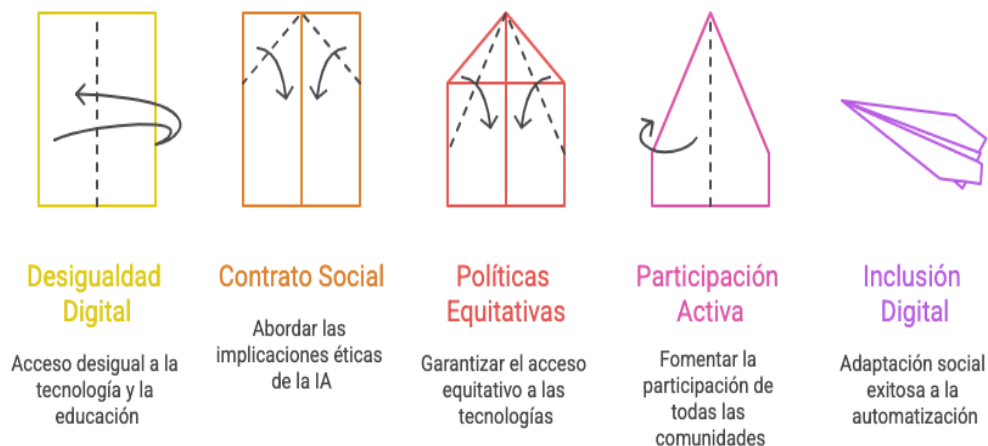 Desigualdad
Digital
Acceso desigual a la
tecnología y la
educación
Contrato Social
Abordar las
implicaciones éticas
de la IA
Políticas
Equitativas
Garantizar el acceso
equitativo a las
tecnologías
Participación
Activa
Fomentar la
participación de
todas las
comunidades
Inclusión
Digital
Adaptación social
exitosa a la
automatización